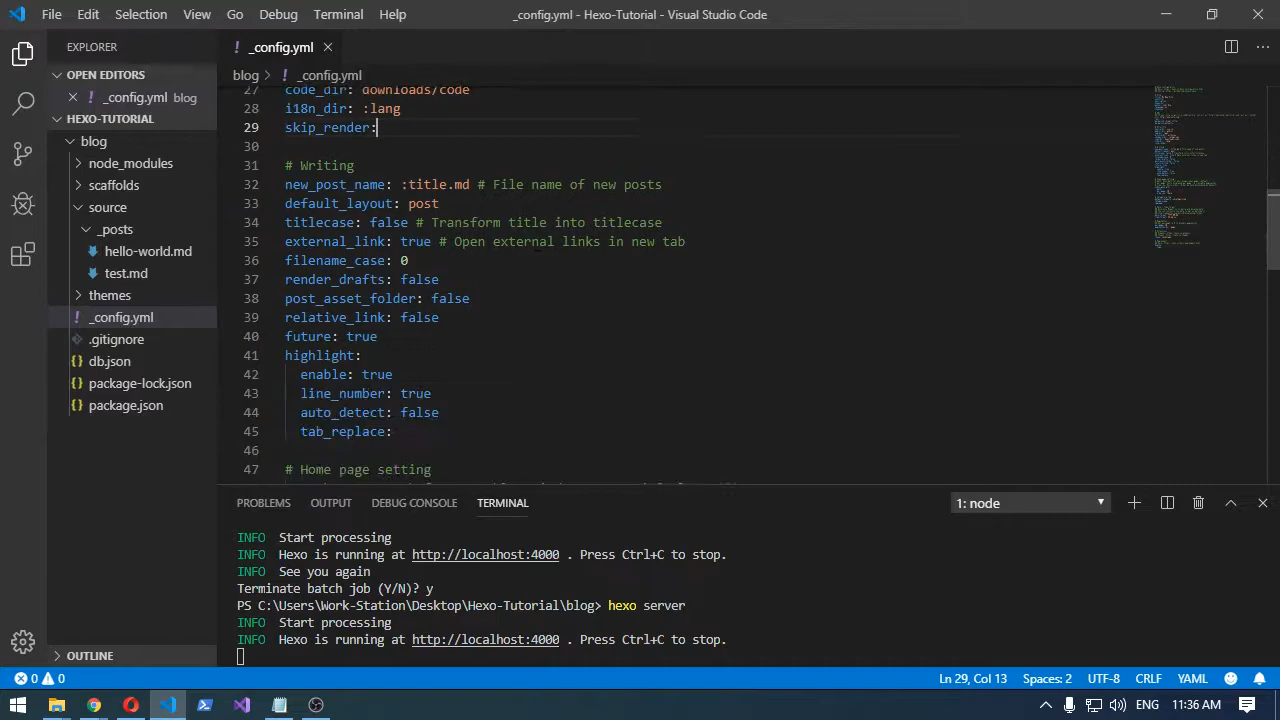 File Edit Selection View Go Debug Terminal Help _config.yml - Hexo-Tutorial - Visual Studio Code
EXPLORER
OPEN EDITORS
_config.yml blog
HEXO-TUTORIAL
blog
node_modules
scaffolds
source
_posts
hello-world.md
test.md
themes
_config.yml
.gitignore
db.json
package-lock.json
package.json
OUTLINE
! _config.yml
blog > ! _config.yml
27 code_dir: downloads/code
28 i18n_dir: :lang
29 skip_render:
30
31 # Writing
32 new_post_name: :title.md # File name of new posts
33 default_layout: post
34 titlecase: false # Transform title into titlecase
35 external_link: true # Open external links in new tab
36 filename_case: 0
37 render_drafts: false
38 post_asset_folder: false
39 relative_link: false
40 future: true
41 highlight:
42 enable: true
43 line_number: true
44 auto_detect: false
45 tab_replace:
46
47 # Home page setting
PROBLEMS OUTPUT DEBUG CONSOLE TERMINAL 1: node
INFO Start processing
INFO Hexo is running at http://localhost:4000 . Press Ctrl+C to stop.
INFO See you again
Terminate batch job (Y/N)? y
PS C:\Users\Work-Station\Desktop\Hexo-Tutorial\blog> hexo server
INFO Start processing
INFO Hexo is running at http://localhost:4000 . Press Ctrl+C to stop.
0 0 Ln 29, Col 13 Spaces: 2 UTF-8 CRLF YAML
ENG 11:36 AM